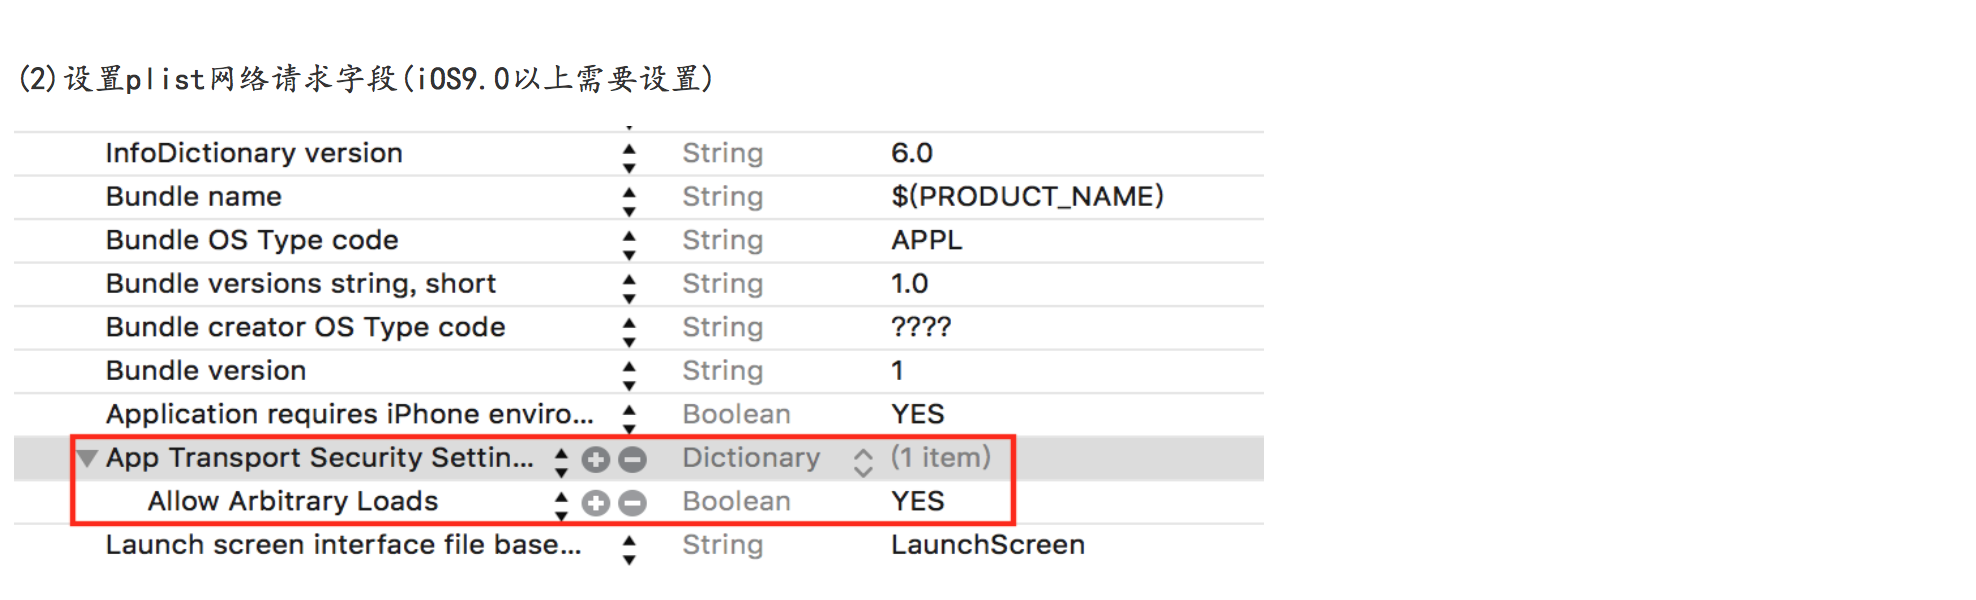 (2)设置plist网络请求字段(iOS9.0以上需要设置)
InfoDictionary version String 6.0
Bundle name String $(PRODUCT_NAME)
Bundle OS Type code String APPL
Bundle versions string, short String 1.0
Bundle creator OS Type code String ????
Bundle version String 1
Application requires iPhone enviro... Boolean YES
App Transport Security Settin... Dictionary (1 item)
Allow Arbitrary Loads Boolean YES
Launch screen interface file base... String LaunchScreen